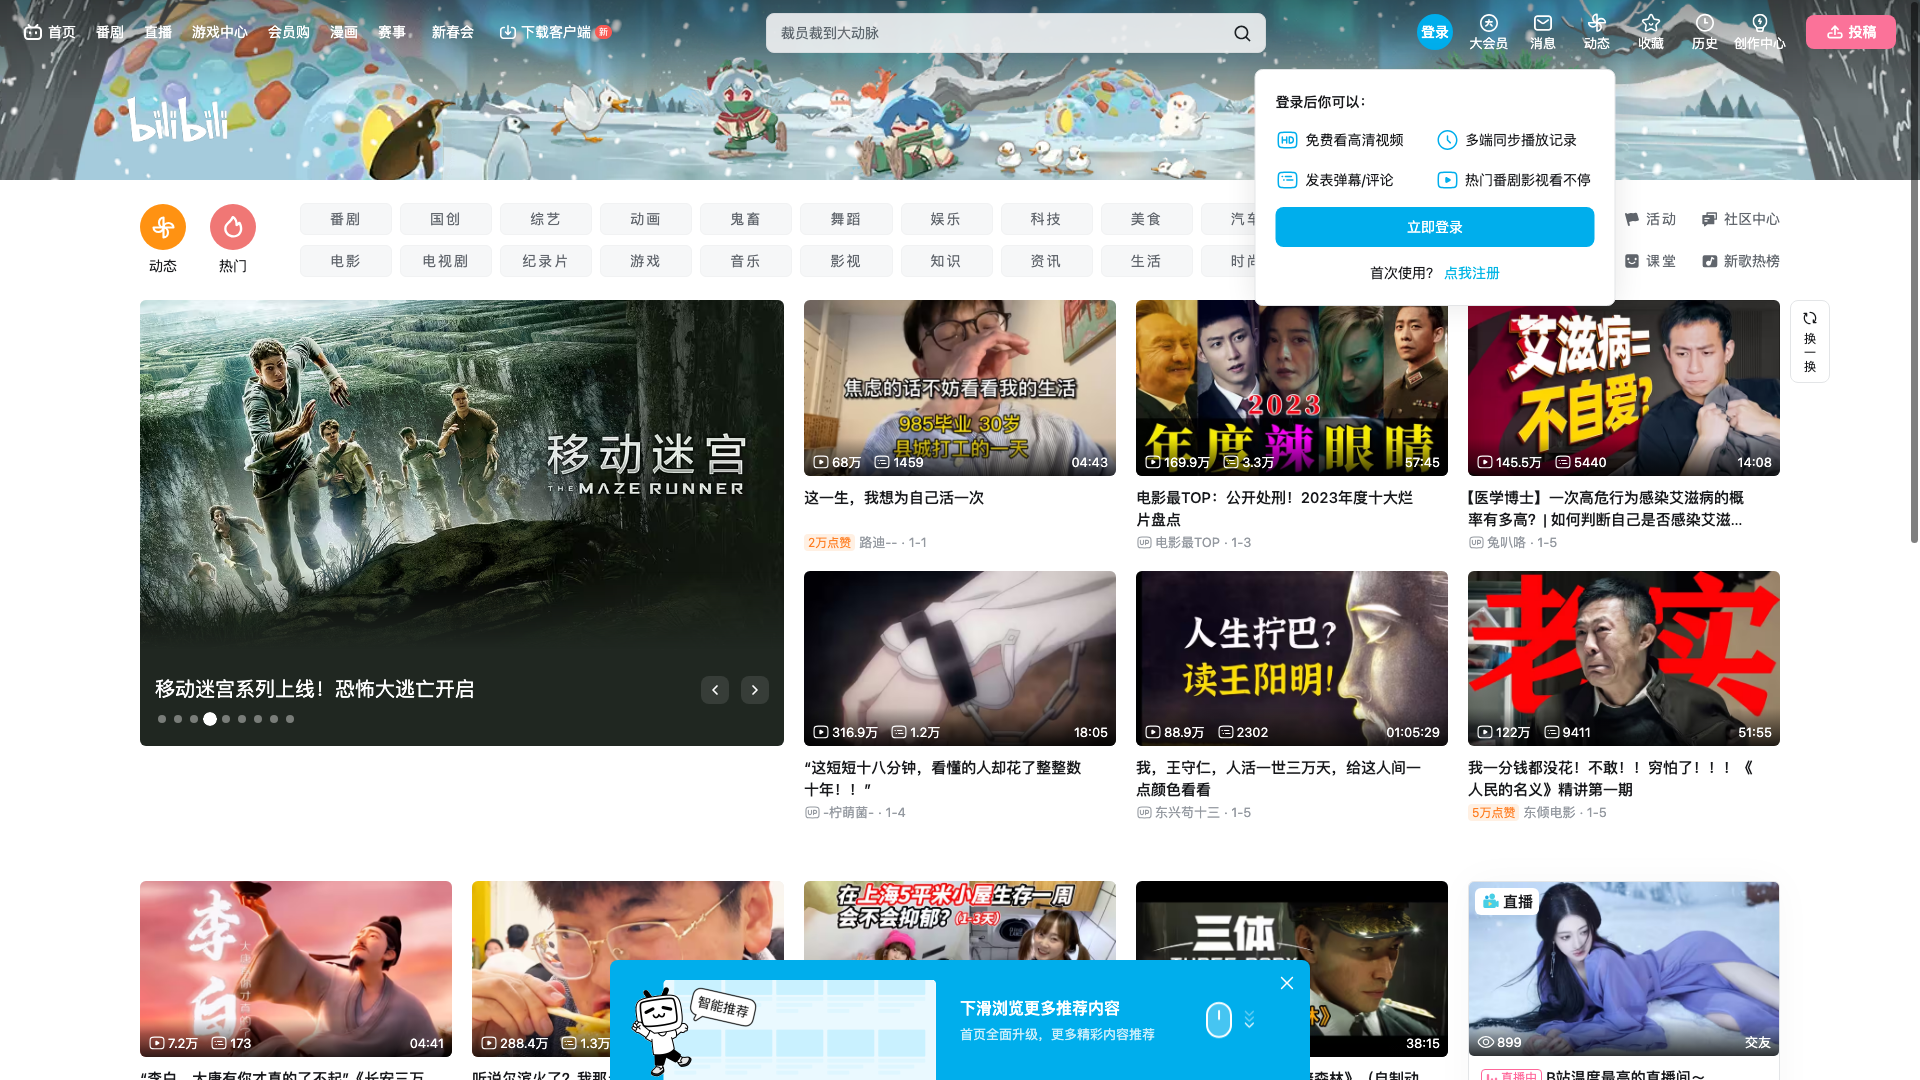 首页 番剧 直播 游戏中心 会员购 漫画 赛事 新春会 下载客户端 新
裁员裁到大动脉
登录 大会员 消息 动态 收藏 历史 创作中心 投稿
bilibili
登录后你可以：
HD 免费看高清视频 多端同步播放记录
发表弹幕/评论 热门番剧影视看不停
立即登录
首次使用？ 点我注册
动态 热门
番剧 国创 综艺 动画 鬼畜 舞蹈 娱乐 科技 美食 汽车
电影 电视剧 纪录片 游戏 音乐 影视 知识 资讯 生活 时尚
活动 社区中心
课堂 新歌热榜
移动迷宫
THE MAZE RUNNER
移动迷宫系列上线！恐怖大逃亡开启
焦虑的话不妨看看我的生活
985毕业 30岁
县城打工的一天
68万 1459 04:43
这一生，我想为自己活一次
2万点赞 路迪-- · 1-1
2023
年度辣眼睛
169.9万 3.3万 57:45
电影最TOP：公开处刑！2023年度十大烂
片盘点
UP 电影最TOP · 1-3
艾滋病=
不自爱?
145.5万 5440 14:08
【医学博士】一次高危行为感染艾滋病的概
率有多高？| 如何判断自己是否感染艾滋...
UP 兔叭咯 · 1-5
换一换
316.9万 1.2万 18:05
“这短短十八分钟，看懂的人却花了整整数
十年！！”
UP -柠萌菌- · 1-4
人生拧巴?
读王阳明!
88.9万 2302 01:05:29
我，王守仁，人活一世三万天，给这人间一
点颜色看看
UP 东兴苟十三 · 1-5
老实
122万 9411 51:55
我一分钱都没花！不敢！！穷怕了！！！《
人民的名义》精讲第一期
5万点赞 东倾电影 · 1-5
李白
7.2万 173 04:41
“李白，大唐有你才真的了不起”《长安三万
288.4万 1.3万
在上海5平米小屋生存一周
会不会抑郁?(1-3天)
三体
38:15
直播
899 交友
直播中 B站温度最高的直播间～
智能推荐
下滑浏览更多推荐内容
首页全面升级，更多精彩内容推荐